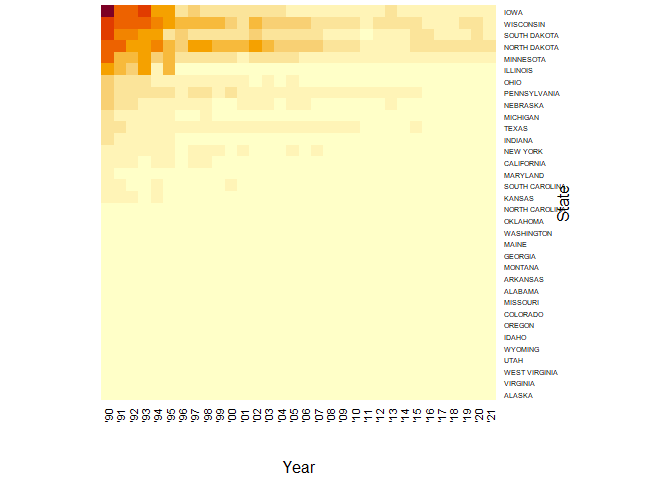 IOWA
WISCONSIN
SOUTH DAKOTA
NORTH DAKOTA
MINNESOTA
ILLINOIS
OHIO
PENNSYLVANIA
NEBRASKA
MICHIGAN
TEXAS
INDIANA
NEW YORK
CALIFORNIA
MARYLAND
SOUTH CAROLINA
KANSAS
NORTH CAROLINA
OKLAHOMA
WASHINGTON
MAINE
GEORGIA
MONTANA
ARKANSAS
ALABAMA
MISSOURI
COLORADO
OREGON
IDAHO
WYOMING
UTAH
WEST VIRGINIA
VIRGINIA
ALASKA
State
'90 '91 '92 '93 '94 '95 '96 '97 '98 '99 '00 '01 '02 '03 '04 '05 '06 '07 '08 '09 '10 '11 '12 '13 '14 '15 '16 '17 '18 '19 '20 '21
Year